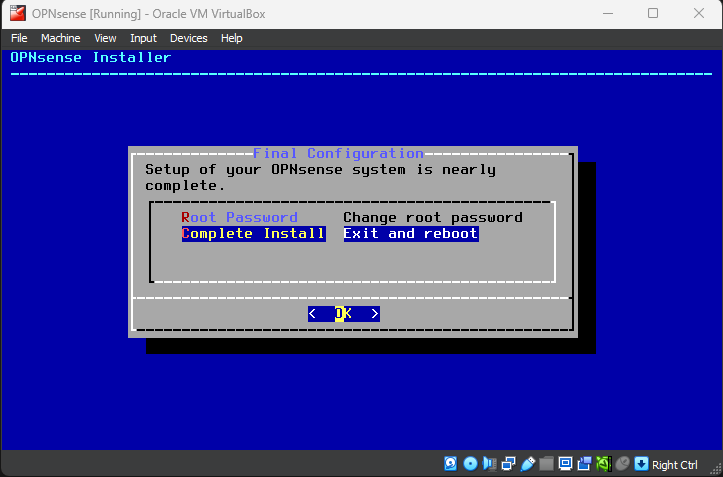 OPNsense [Running] - Oracle VM VirtualBox
File Machine View Input Devices Help
OPNsense Installer
Final Configuration
Setup of your OPNsense system is nearly
complete.
Root Password Change root password
Complete Install Exit and reboot
< OK >
Right Ctrl